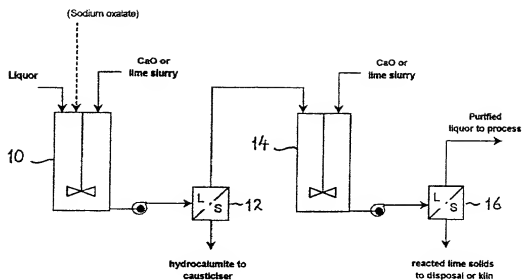 (Sodium oxalate)
Liquor
CaO or
lime slurry
10
L
S
12
hydrocalumite to
causticiser
CaO or
lime slurry
14
Purified
liquor to process
L
S
16
reacted lime solids
to disposal or kiln